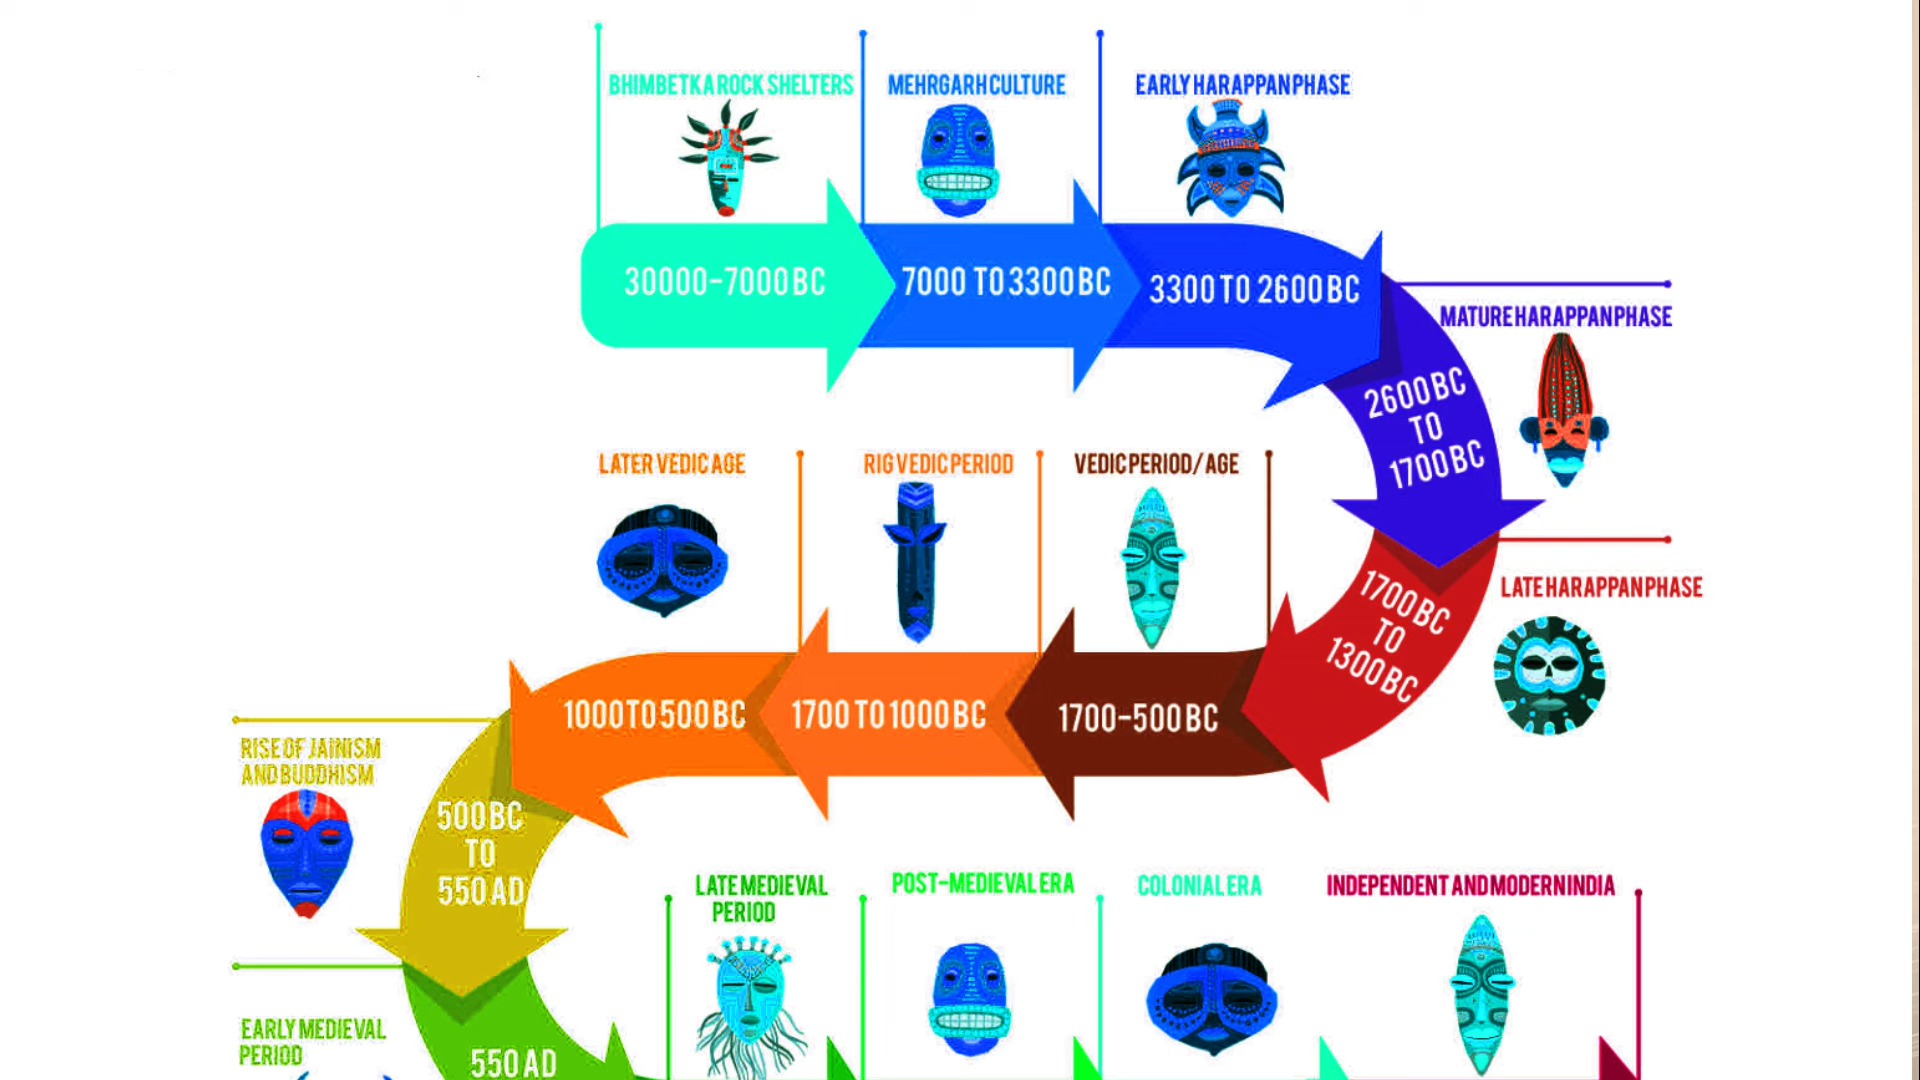 BHIMBETKA ROCK SHELTERS
MEHRGARH CULTURE
EARLY HARAPPAN PHASE
30000-7000 BC
7000 TO 3300 BC
3300 TO 2600 BC
MATURE HARAPPAN PHASE
2600 BC
TO
1700 BC
LATER VEDIC AGE
RIG VEDIC PERIOD
VEDIC PERIOD/AGE
LATE HARAPPAN PHASE
1700 BC
TO
1300 BC
1000 TO 500 BC
1700 TO 1000 BC
1700-500 BC
RISE OF JAINISM
AND BUDDHISM
500 BC
TO
550 AD
LATE MEDIEVAL
PERIOD
POST-MEDIEVAL ERA
COLONIAL ERA
INDEPENDENT AND MODERN INDIA
EARLY MEDIEVAL
PERIOD
550 AD